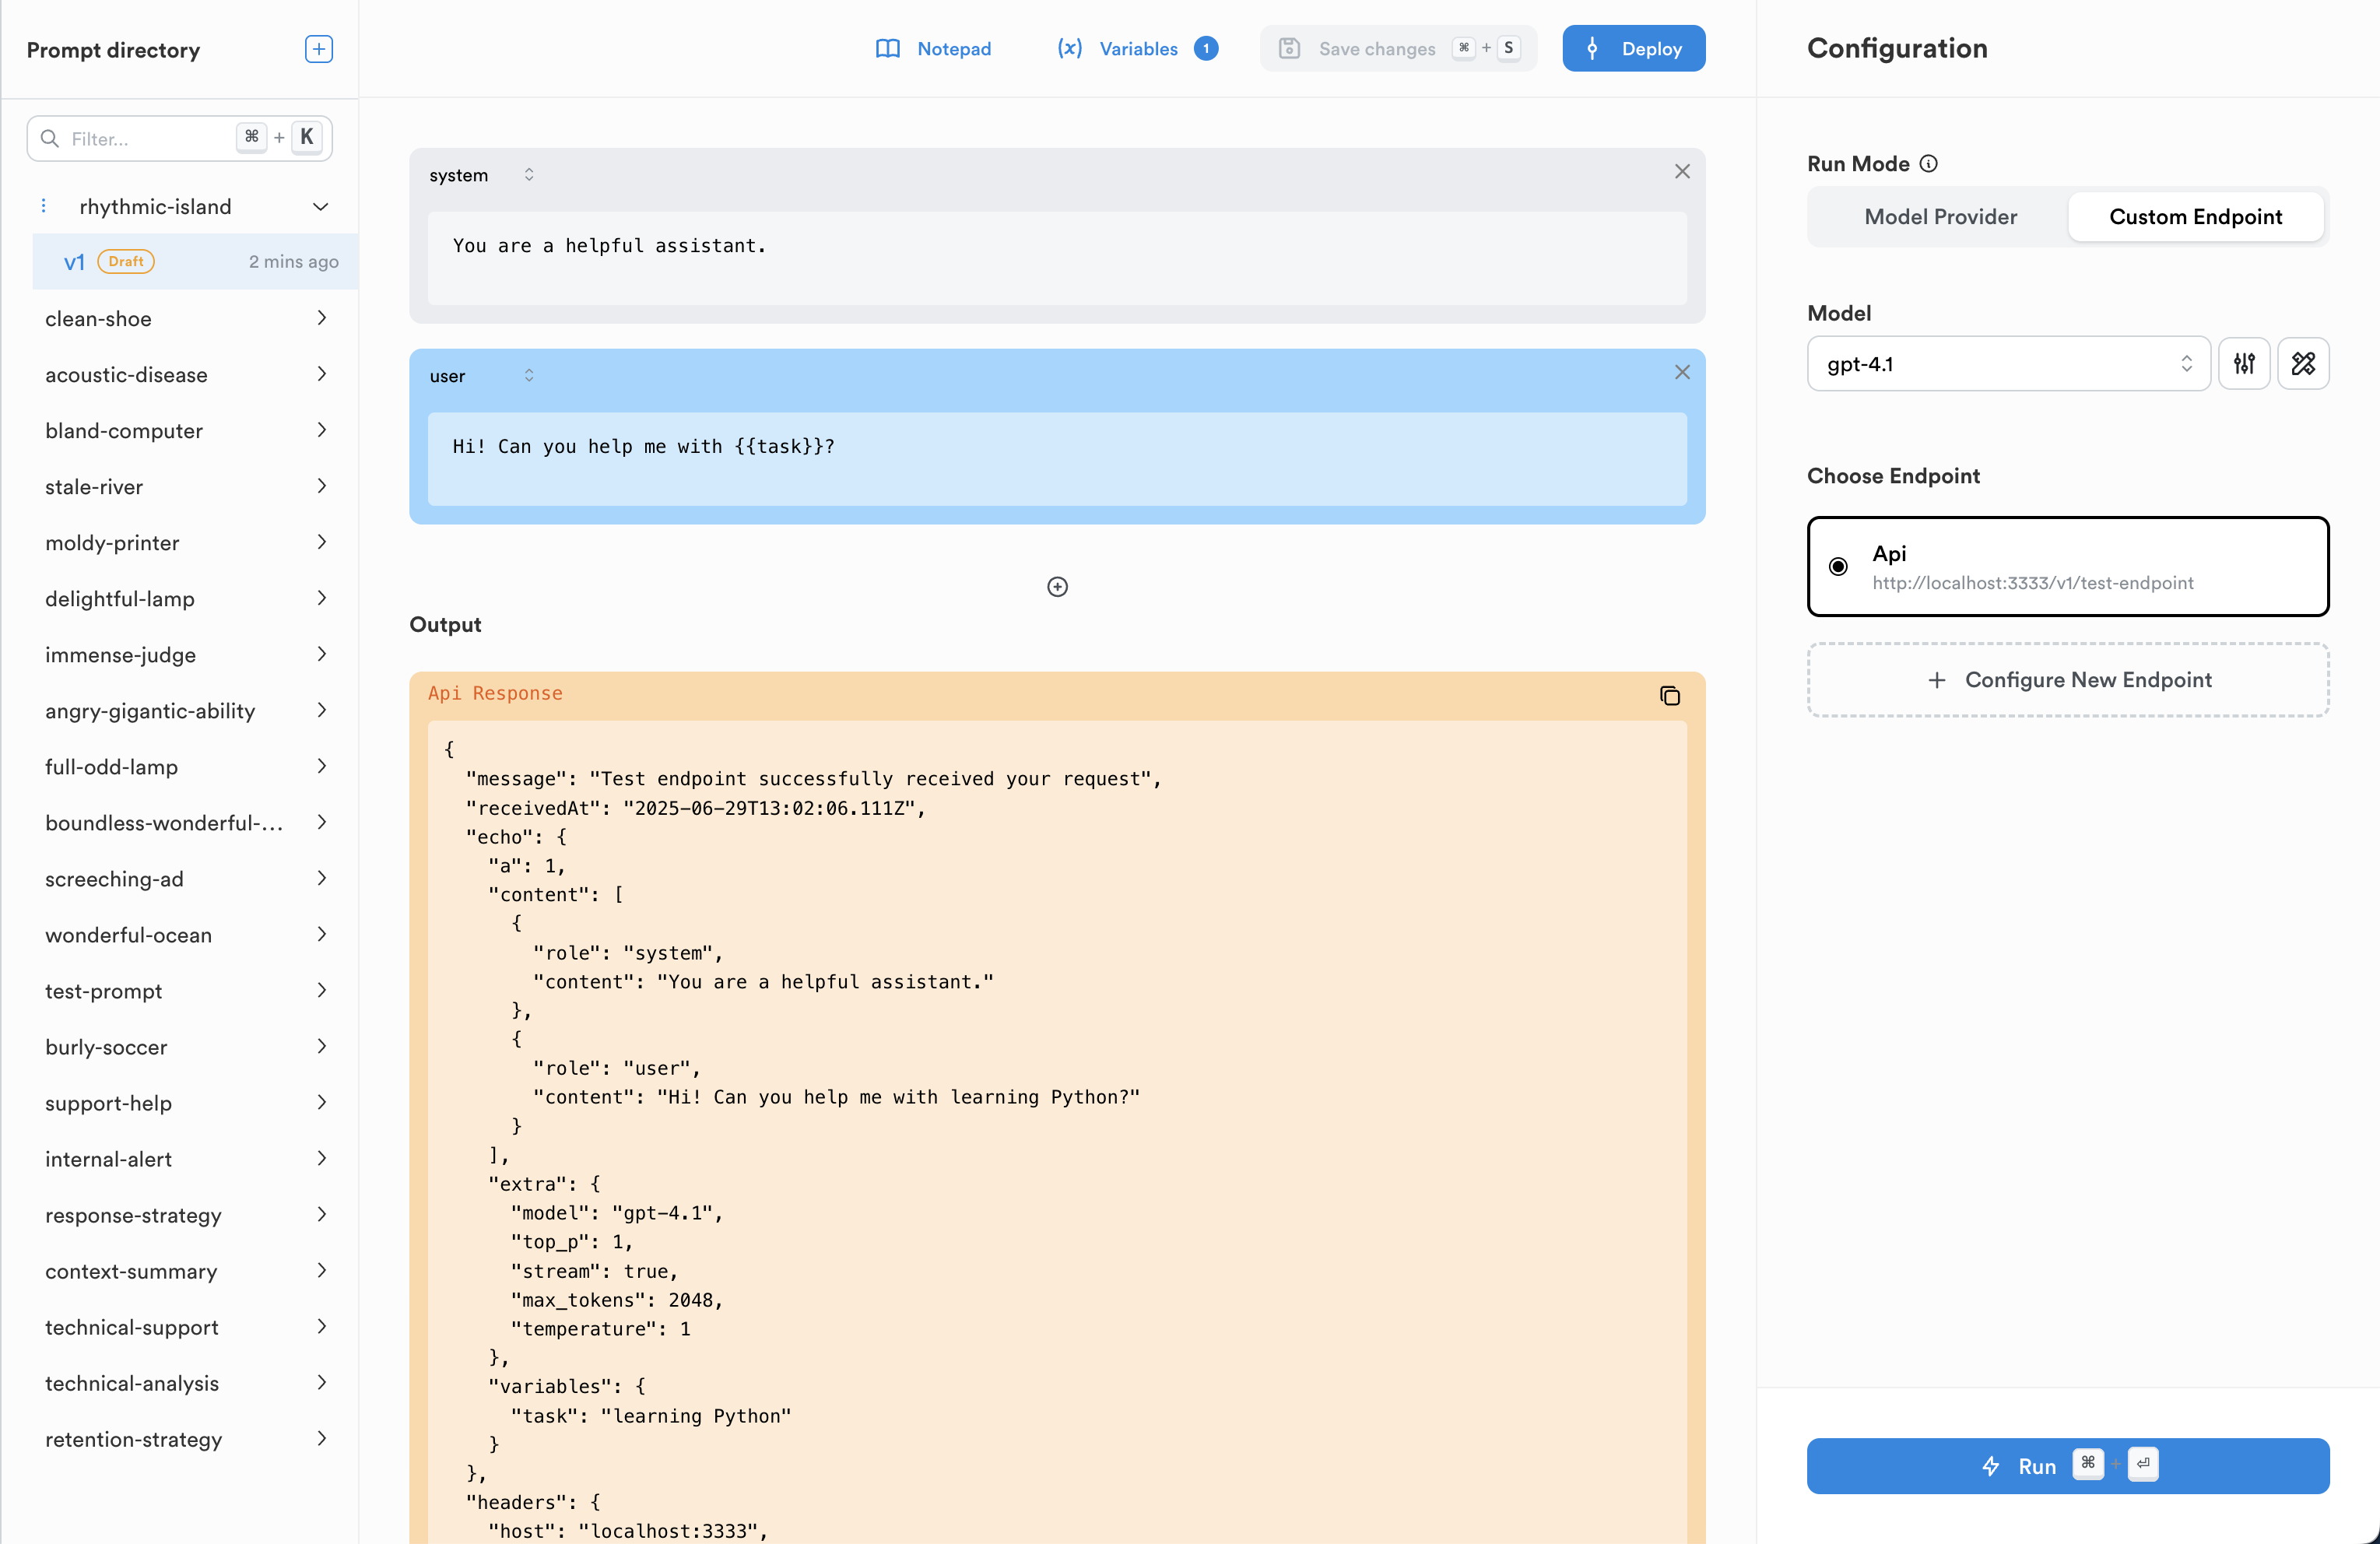 Prompt directory
Filter...
⌘ + K
rhythmic-island
v1 Draft 2 mins ago
clean-shoe
acoustic-disease
bland-computer
stale-river
moldy-printer
delightful-lamp
immense-judge
angry-gigantic-ability
full-odd-lamp
boundless-wonderful-...
screeching-ad
wonderful-ocean
test-prompt
burly-soccer
support-help
internal-alert
response-strategy
context-summary
technical-support
technical-analysis
retention-strategy
Notepad
(x) Variables 1
Save changes ⌘ + S
Deploy
system
You are a helpful assistant.
user
Hi! Can you help me with {{task}}?
Output
Api Response
{
  "message": "Test endpoint successfully received your request",
  "receivedAt": "2025-06-29T13:02:06.111Z",
  "echo": {
    "a": 1,
    "content": [
      {
        "role": "system",
        "content": "You are a helpful assistant."
      },
      {
        "role": "user",
        "content": "Hi! Can you help me with learning Python?"
      }
    ],
    "extra": {
      "model": "gpt-4.1",
      "top_p": 1,
      "stream": true,
      "max_tokens": 2048,
      "temperature": 1
    },
    "variables": {
      "task": "learning Python"
    }
  },
  "headers": {
    "host": "localhost:3333",
Configuration
Run Mode
Model Provider
Custom Endpoint
Model
gpt-4.1
Choose Endpoint
Api
http://localhost:3333/v1/test-endpoint
+ Configure New Endpoint
Run ⌘ + ⏎